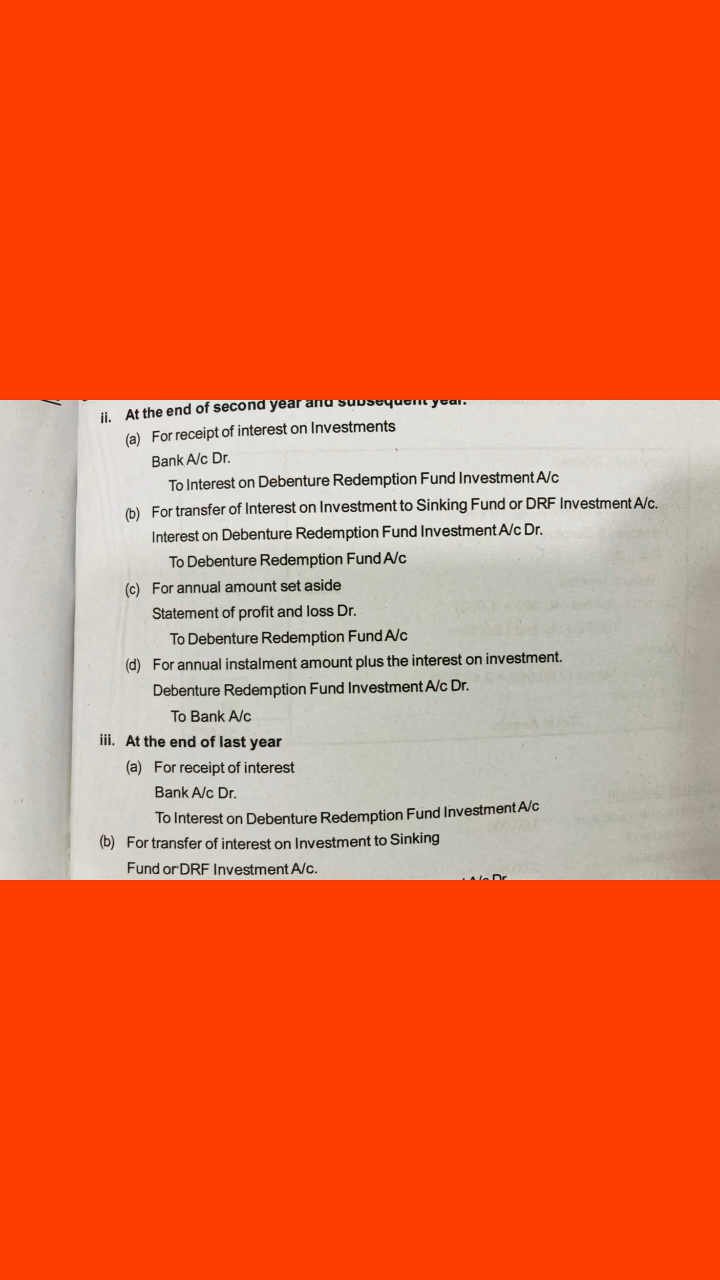 ii. At the end of second year and subsequent year.
(a) For receipt of interest on Investments
Bank A/c Dr.
To Interest on Debenture Redemption Fund Investment A/c
(b) For transfer of Interest on Investment to Sinking Fund or DRF Investment A/c.
Interest on Debenture Redemption Fund Investment A/c Dr.
To Debenture Redemption Fund A/c
(c) For annual amount set aside
Statement of profit and loss Dr.
To Debenture Redemption Fund A/c
(d) For annual instalment amount plus the interest on investment.
Debenture Redemption Fund Investment A/c Dr.
To Bank A/c
iii. At the end of last year
(a) For receipt of interest
Bank A/c Dr.
To Interest on Debenture Redemption Fund Investment A/c
(b) For transfer of interest on Investment to Sinking
Fund or DRF Investment A/c.
A/c Dr